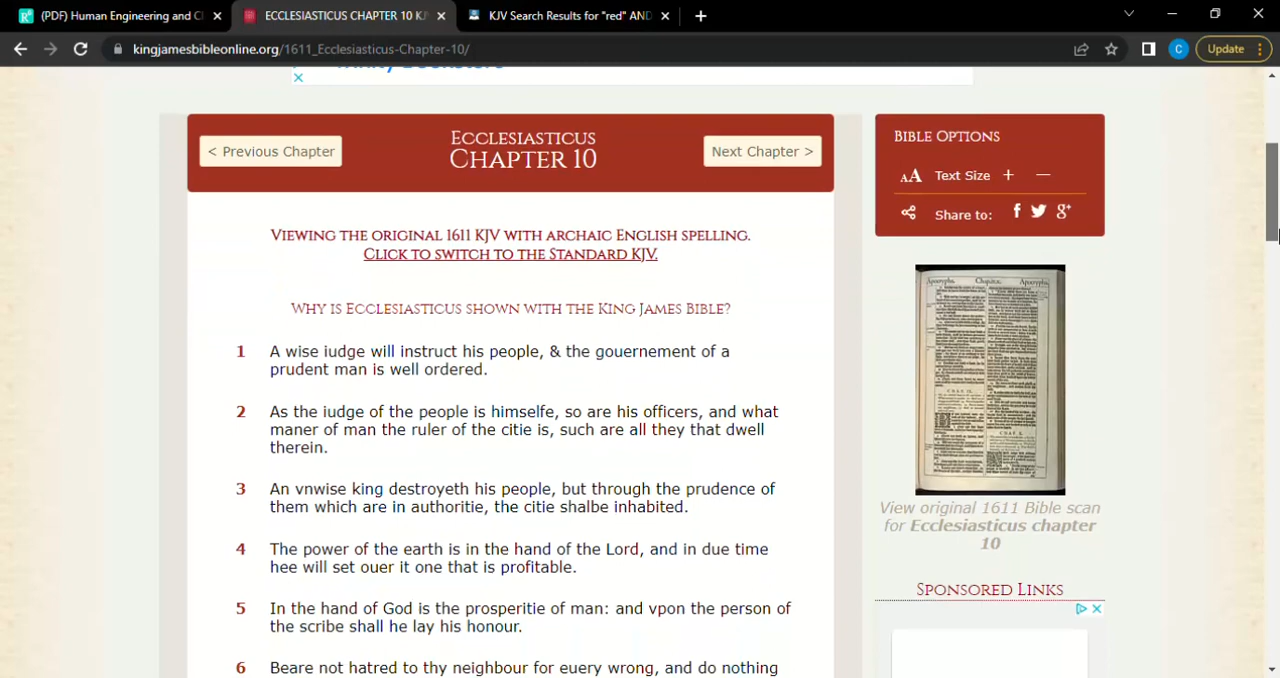 (PDF) Human Engineering and Cl
ECCLESIASTICUS CHAPTER 10 KJ
KJV Search Results for "red" AND
kingjamesbibleonline.org/1611_Ecclesiasticus-Chapter-10/
C
Update
< Previous Chapter
Ecclesiasticus
Chapter 10
Next Chapter >
Viewing the original 1611 KJV with archaic English spelling.
Click to switch to the Standard KJV.
Why is Ecclesiasticus shown with the King James Bible?
1 A wise iudge will instruct his people, & the gouernement of a
prudent man is well ordered.
2 As the iudge of the people is himselfe, so are his officers, and what
maner of man the ruler of the citie is, such are all they that dwell
therein.
3 An vnwise king destroyeth his people, but through the prudence of
them which are in authoritie, the citie shalbe inhabited.
4 The power of the earth is in the hand of the Lord, and in due time
hee will set ouer it one that is profitable.
5 In the hand of God is the prosperitie of man: and vpon the person of
the scribe shall he lay his honour.
6 Beare not hatred to thy neighbour for euery wrong, and do nothing
Bible Options
AA Text Size + —
Share to: f g+
View original 1611 Bible scan
for Ecclesiasticus chapter
10
Sponsored Links